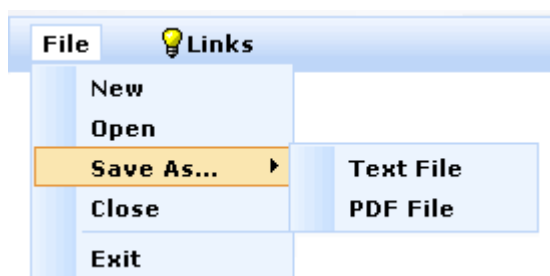 File Links
New
Open
Save As...
Text File
Close
PDF File
Exit